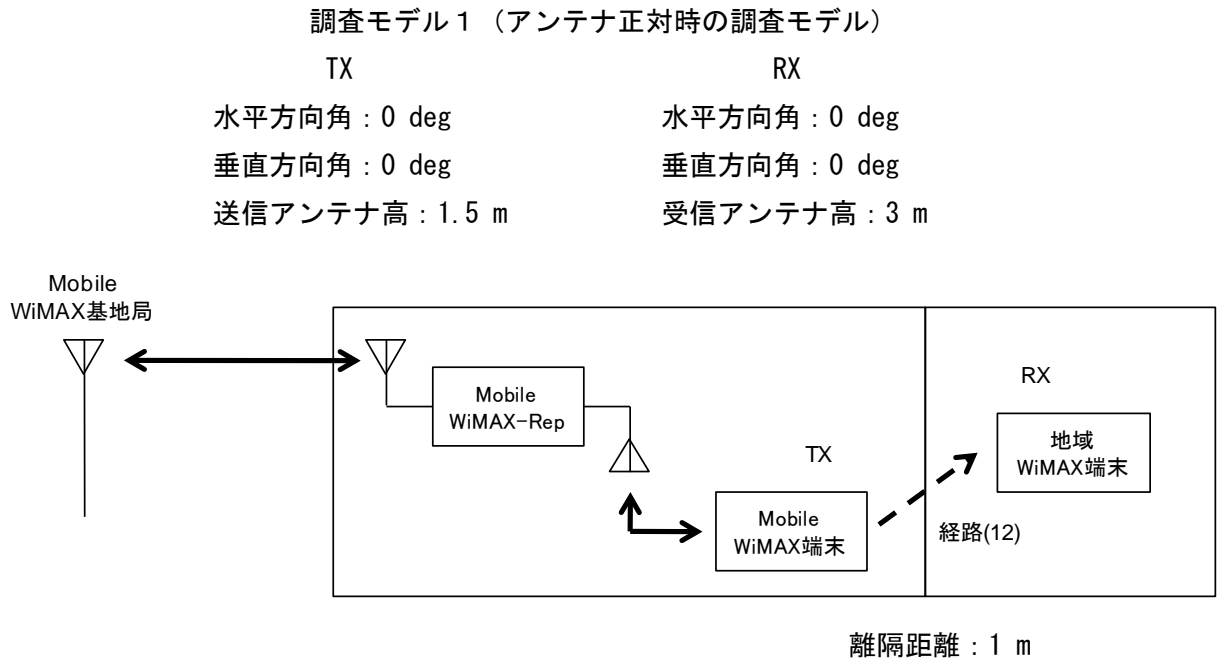 調査モデル１（アンテナ正対時の調査モデル）
TX
RX
水平方向角：0 deg
水平方向角：0 deg
垂直方向角：0 deg
垂直方向角：0 deg
送信アンテナ高：1.5 m
受信アンテナ高：3 m
Mobile
WiMAX基地局
Mobile
WiMAX-Rep
TX
Mobile
WiMAX端末
RX
地域
WiMAX端末
経路(12)
離隔距離：1 m